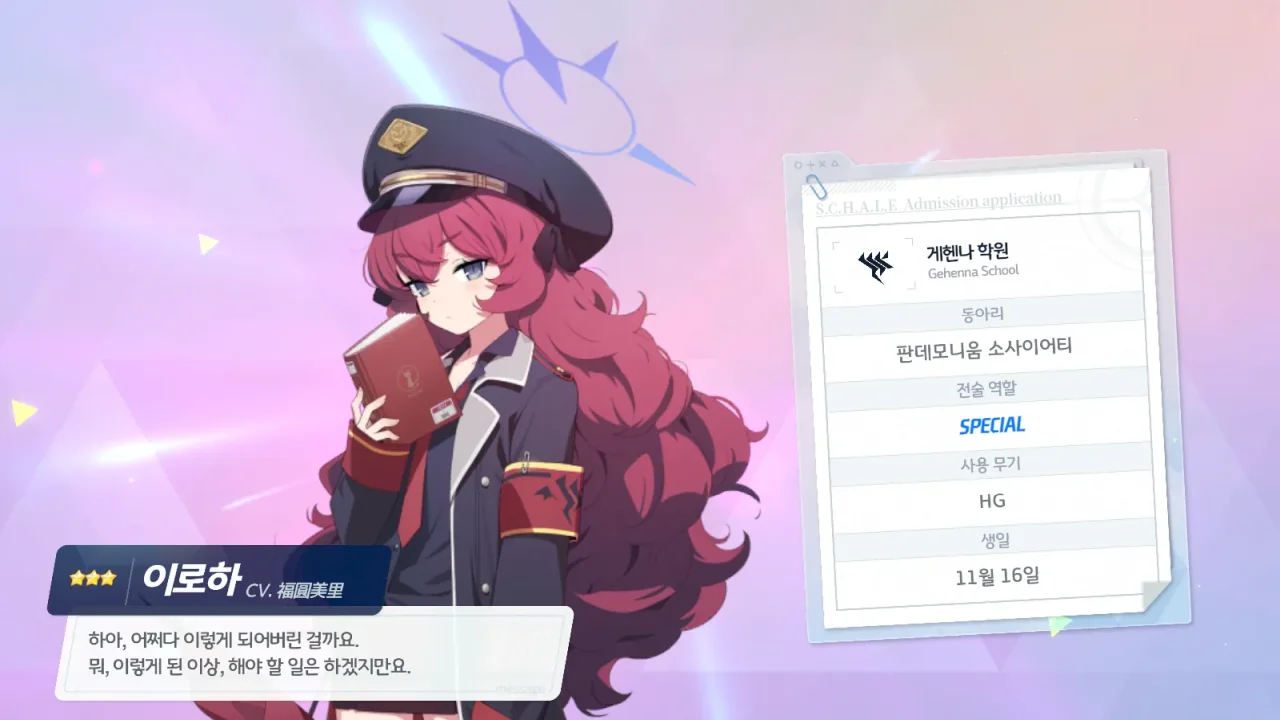 S.C.H.A.L.E Admission application
게헨나 학원
Gehenna School
동아리
판데모니움 소사이어티
전술 역할
SPECIAL
사용 무기
HG
생일
11월 16일
이로하 CV. 福圓美里
하아, 어쩌다 이렇게 되어버린 걸까요.
뭐, 이렇게 된 이상, 해야 할 일은 하겠지만요.
message